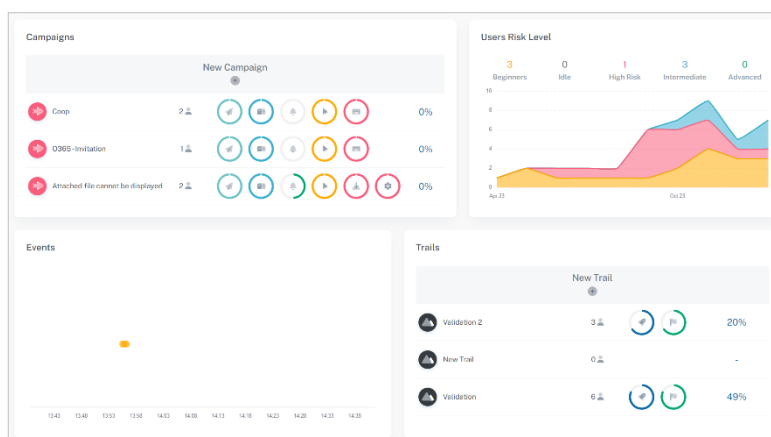 Campaigns
New Campaign
Coop 2 0%
O365-Invitation 1 0%
Attached file cannot be displayed 2 0%
Users Risk Level
3 0 1 3 0
Beginners Idle High Risk Intermediate Advanced
10
8
6
4
2
0
Apr 23 Oct 23
Events
13:43 13:48 13:53 13:58 14:03 14:08 14:13 14:18 14:23 14:28 14:33 14:38
Trails
New Trail
Validation 2 3 20%
New Trail 0 -
Validation 6 49%